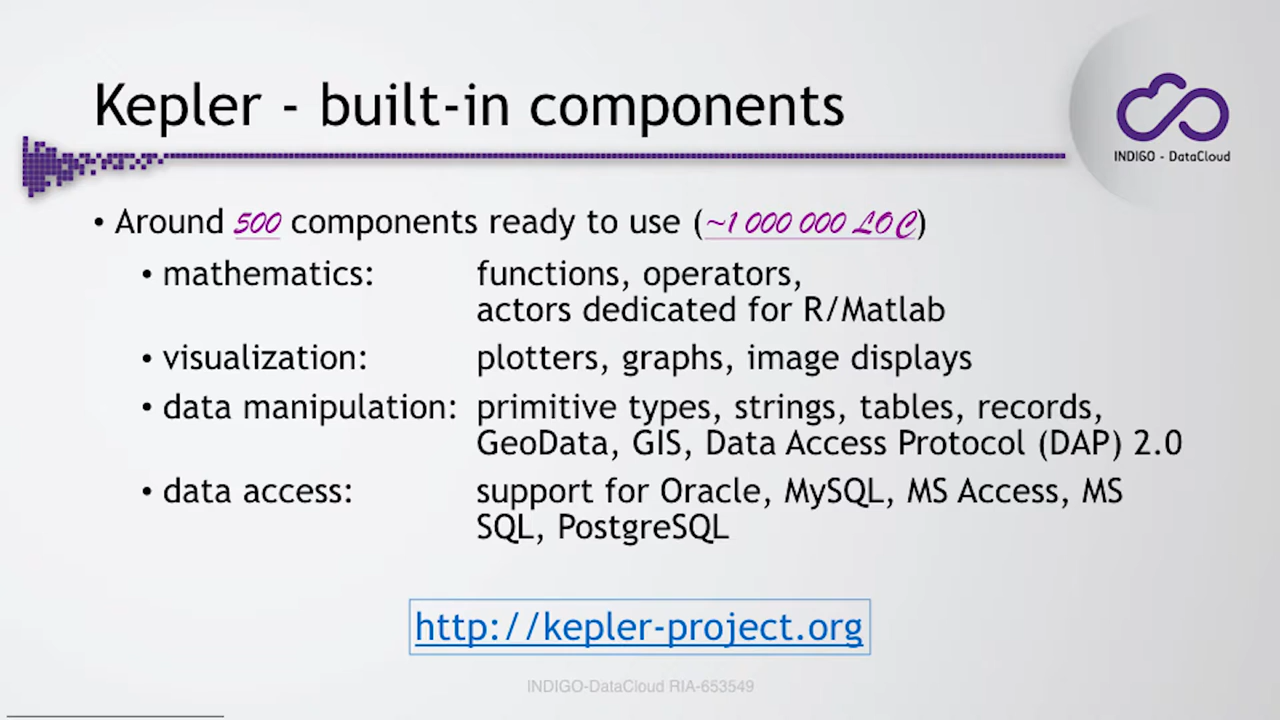 Kepler - built-in components
INDIGO - DataCloud
• Around 500 components ready to use (~1 000 000 LOC)
• mathematics: functions, operators,
actors dedicated for R/Matlab
• visualization: plotters, graphs, image displays
• data manipulation: primitive types, strings, tables, records,
GeoData, GIS, Data Access Protocol (DAP) 2.0
• data access: support for Oracle, MySQL, MS Access, MS
SQL, PostgreSQL
http://kepler-project.org
INDIGO-DataCloud RIA-653549